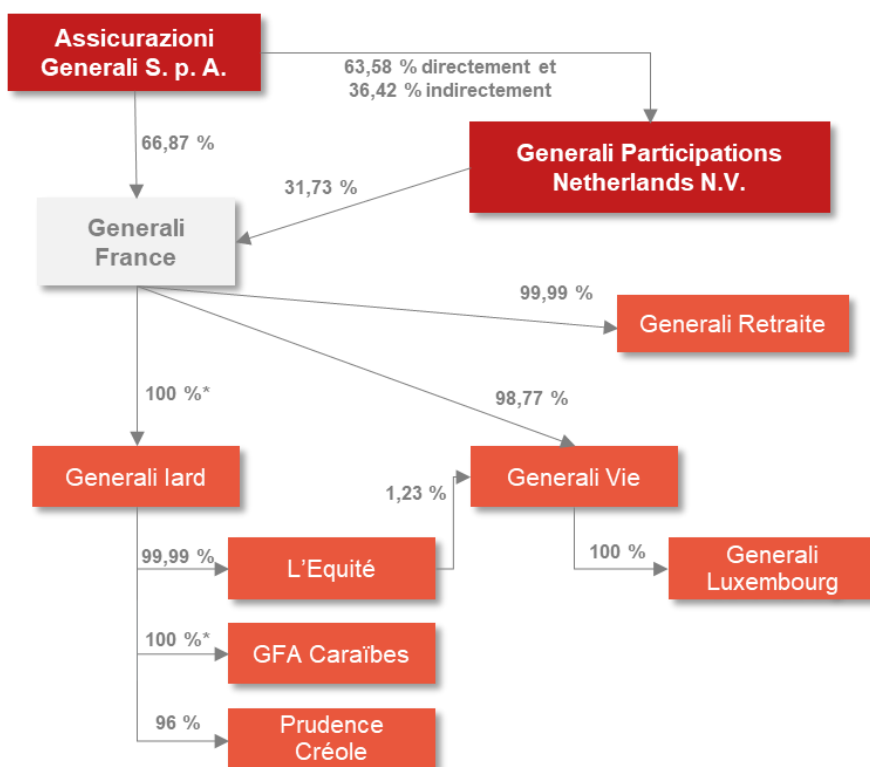 Assicurazioni
Generali S. p. A.
63,58 % directement et
36,42 % indirectement
66,87 %
Generali Participations
Netherlands N.V.
31,73 %
Generali
France
99,99 %
Generali Retraite
100 %*
98,77 %
Generali Iard
Generali Vie
1,23 %
99,99 %
L'Equité
100 %
Generali
Luxembourg
100 %*
GFA Caraïbes
96 %
Prudence
Créole